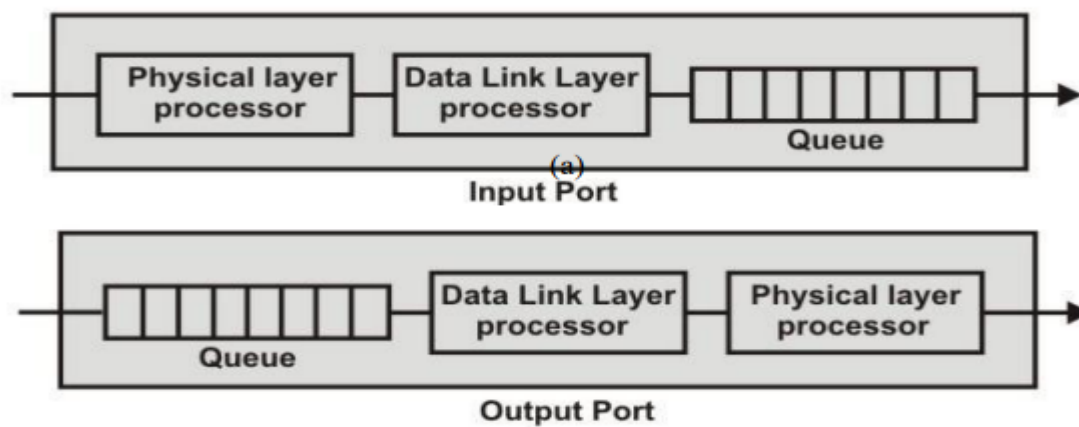 Physical layer
processor
Data Link Layer
processor
Queue
(a)
Input Port
Queue
Data Link Layer
processor
Physical layer
processor
Output Port